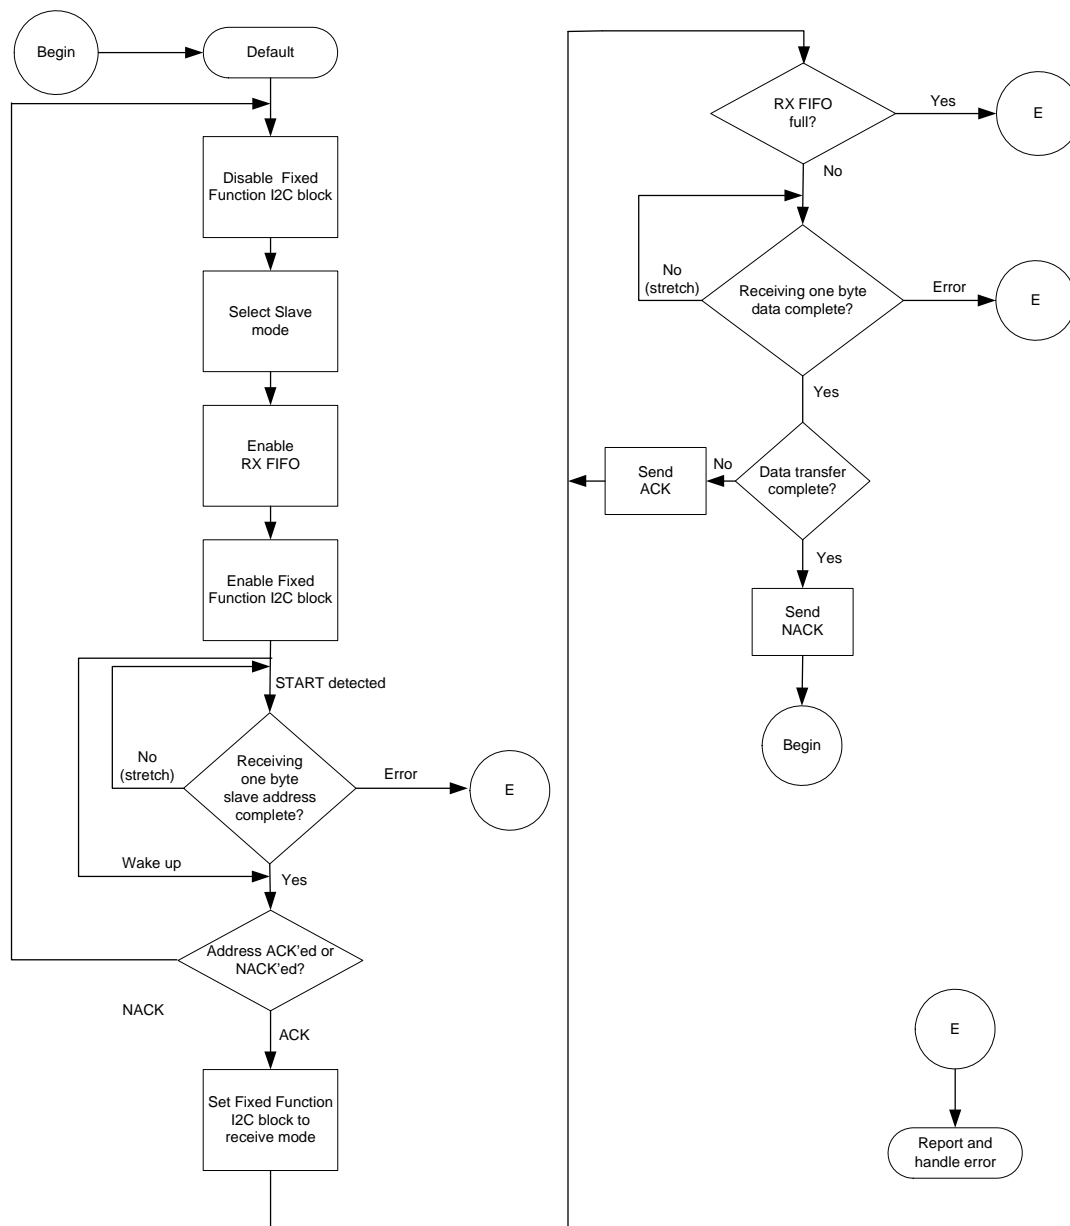 Begin
Default
Disable Fixed
Function I2C block
Select Slave
mode
Enable
RX FIFO
Enable Fixed
Function I2C block
START detected
No
(stretch)
Receiving
one byte
slave address
complete?
Error
E
Wake up
Yes
Address ACK'ed or
NACK'ed?
NACK
ACK
Set Fixed Function
I2C block to
receive mode
RX FIFO
full?
Yes
E
No
No
(stretch)
Receiving one byte
data complete?
Error
E
Yes
Data transfer
complete?
No
Send
ACK
Yes
Send
NACK
Begin
E
Report and
handle error